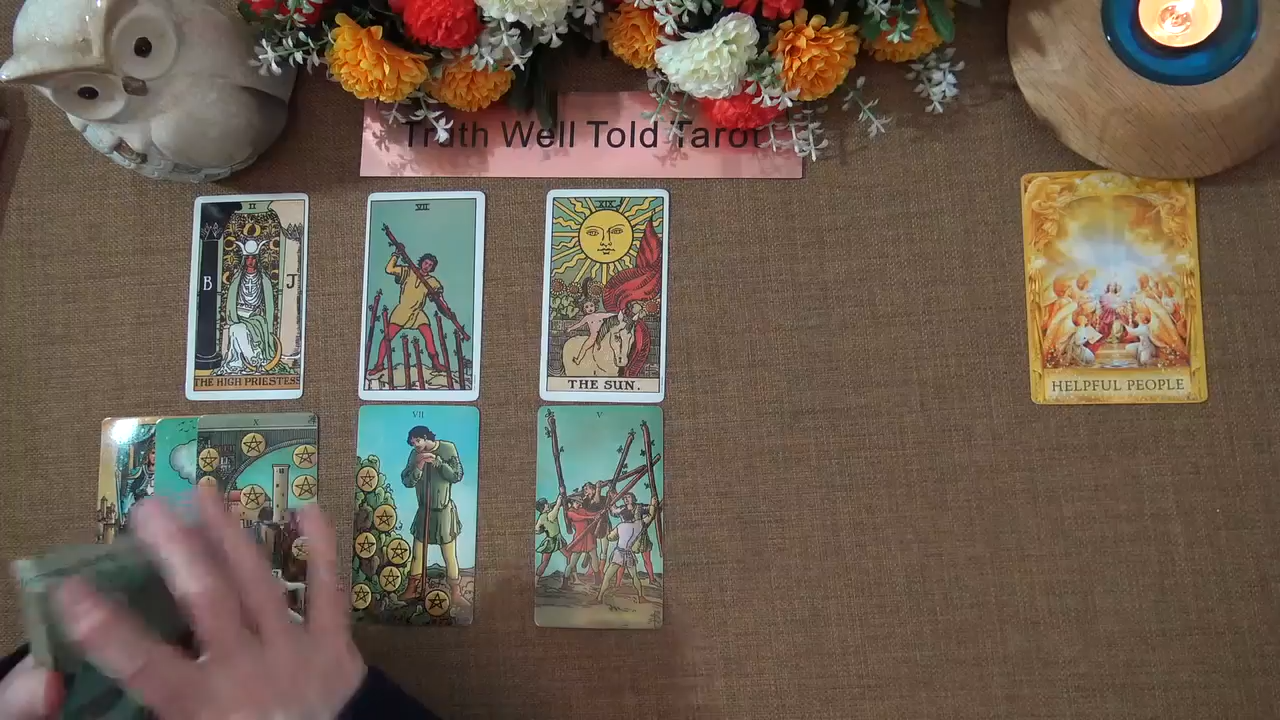 Truth Well Told Tarot
II
B
J
THE HIGH PRIESTESS
VII
XIX
THE SUN.
HELPFUL PEOPLE
X
VII
V